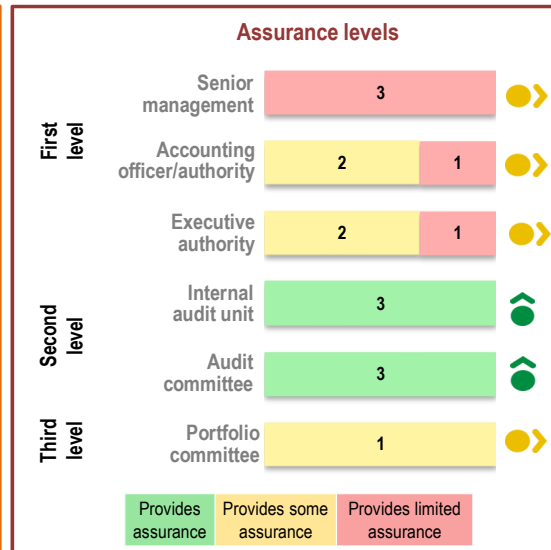 Assurance levels
First
level
Senior
management
3
Accounting
officer/authority
2
1
Executive
authority
2
1
Second
level
Internal
audit unit
3
Audit
committee
3
Third
level
Portfolio
committee
1
Provides
assurance
Provides some
assurance
Provides limited
assurance